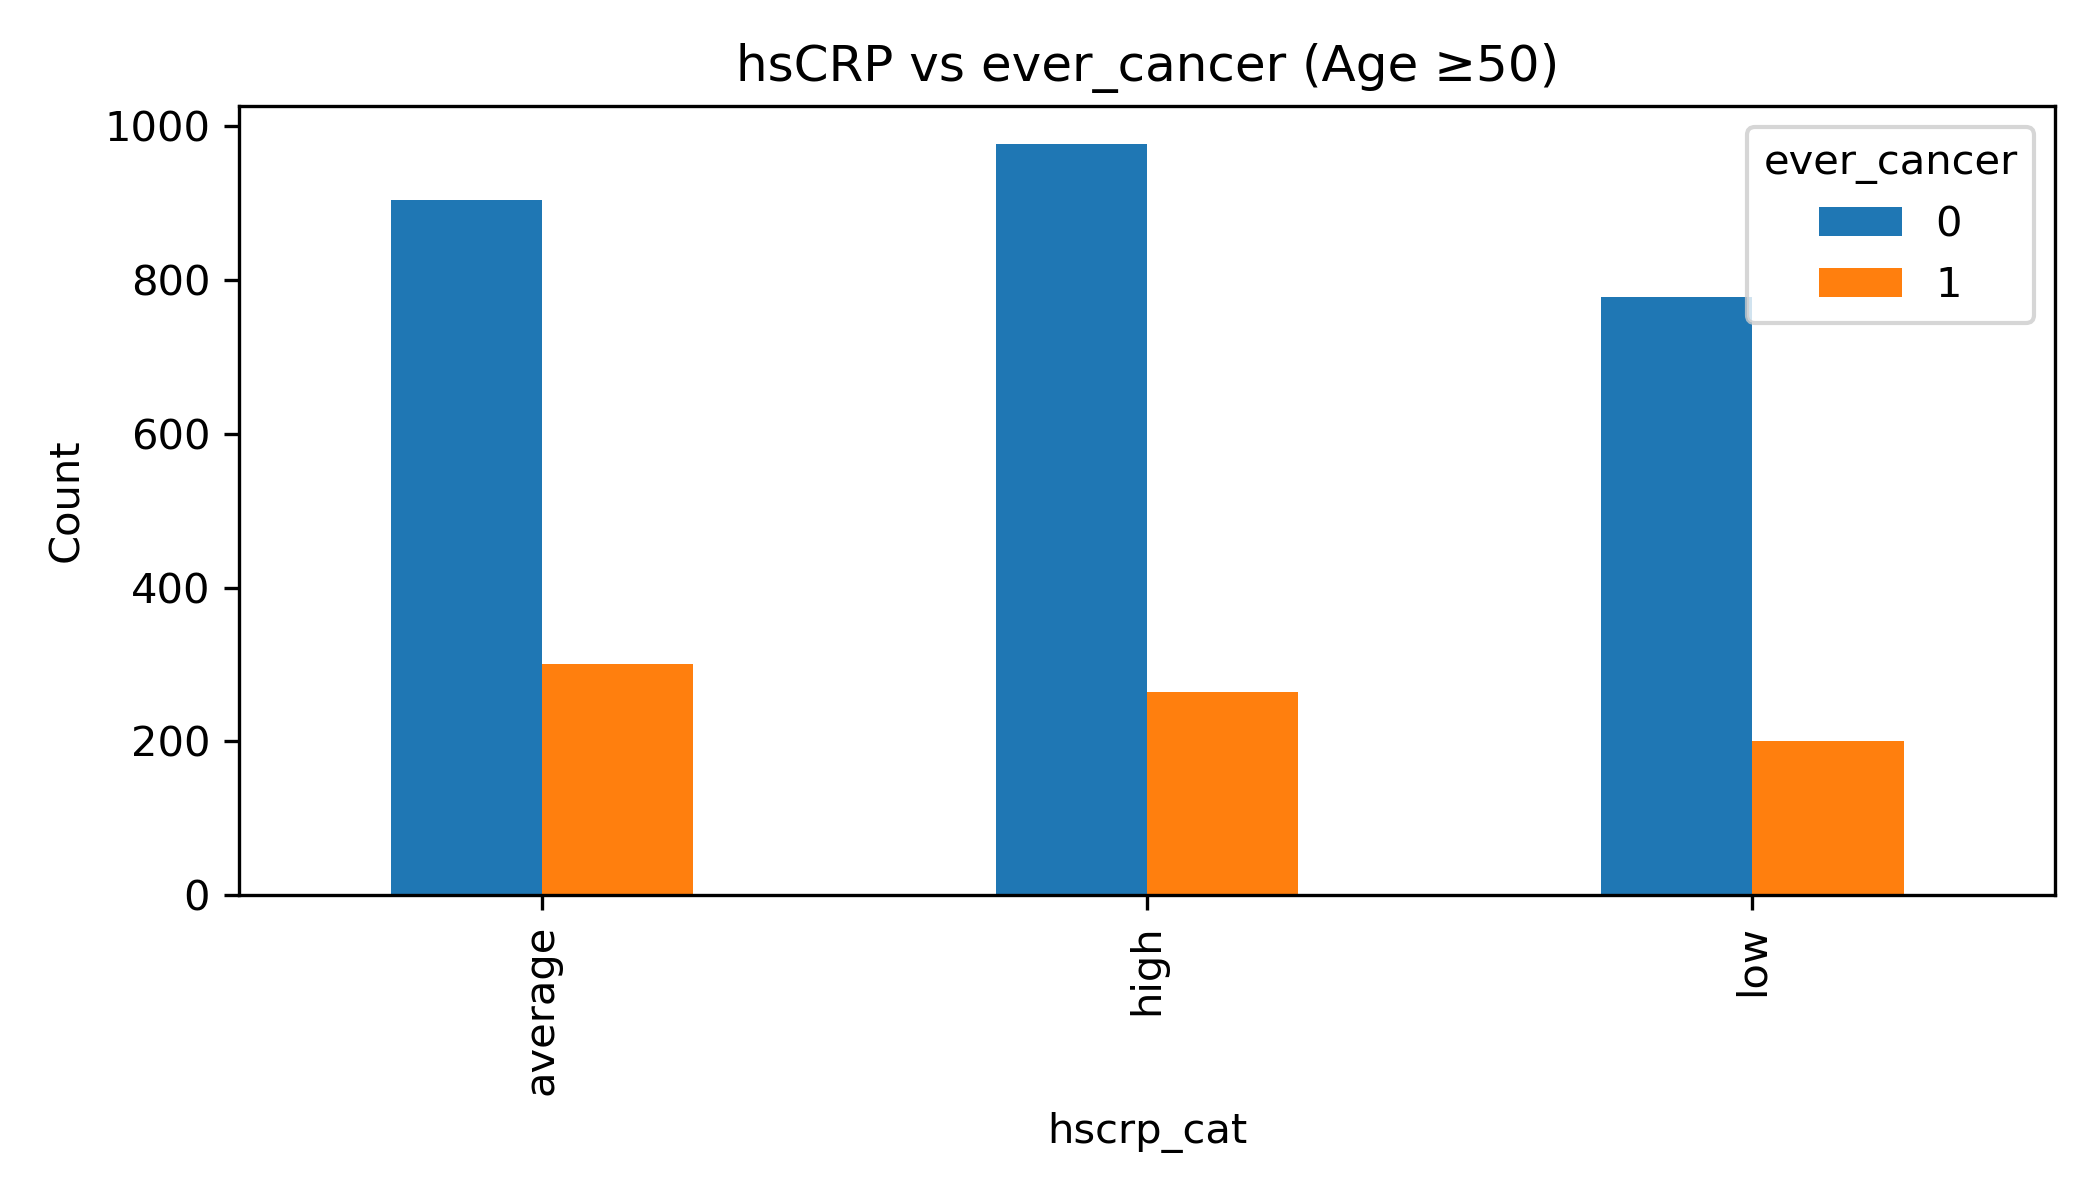 hsCRP vs ever_cancer (Age ≥50)
1000
800
600
400
200
0
Count
ever_cancer
0
1
average
high
low
hscrp_cat